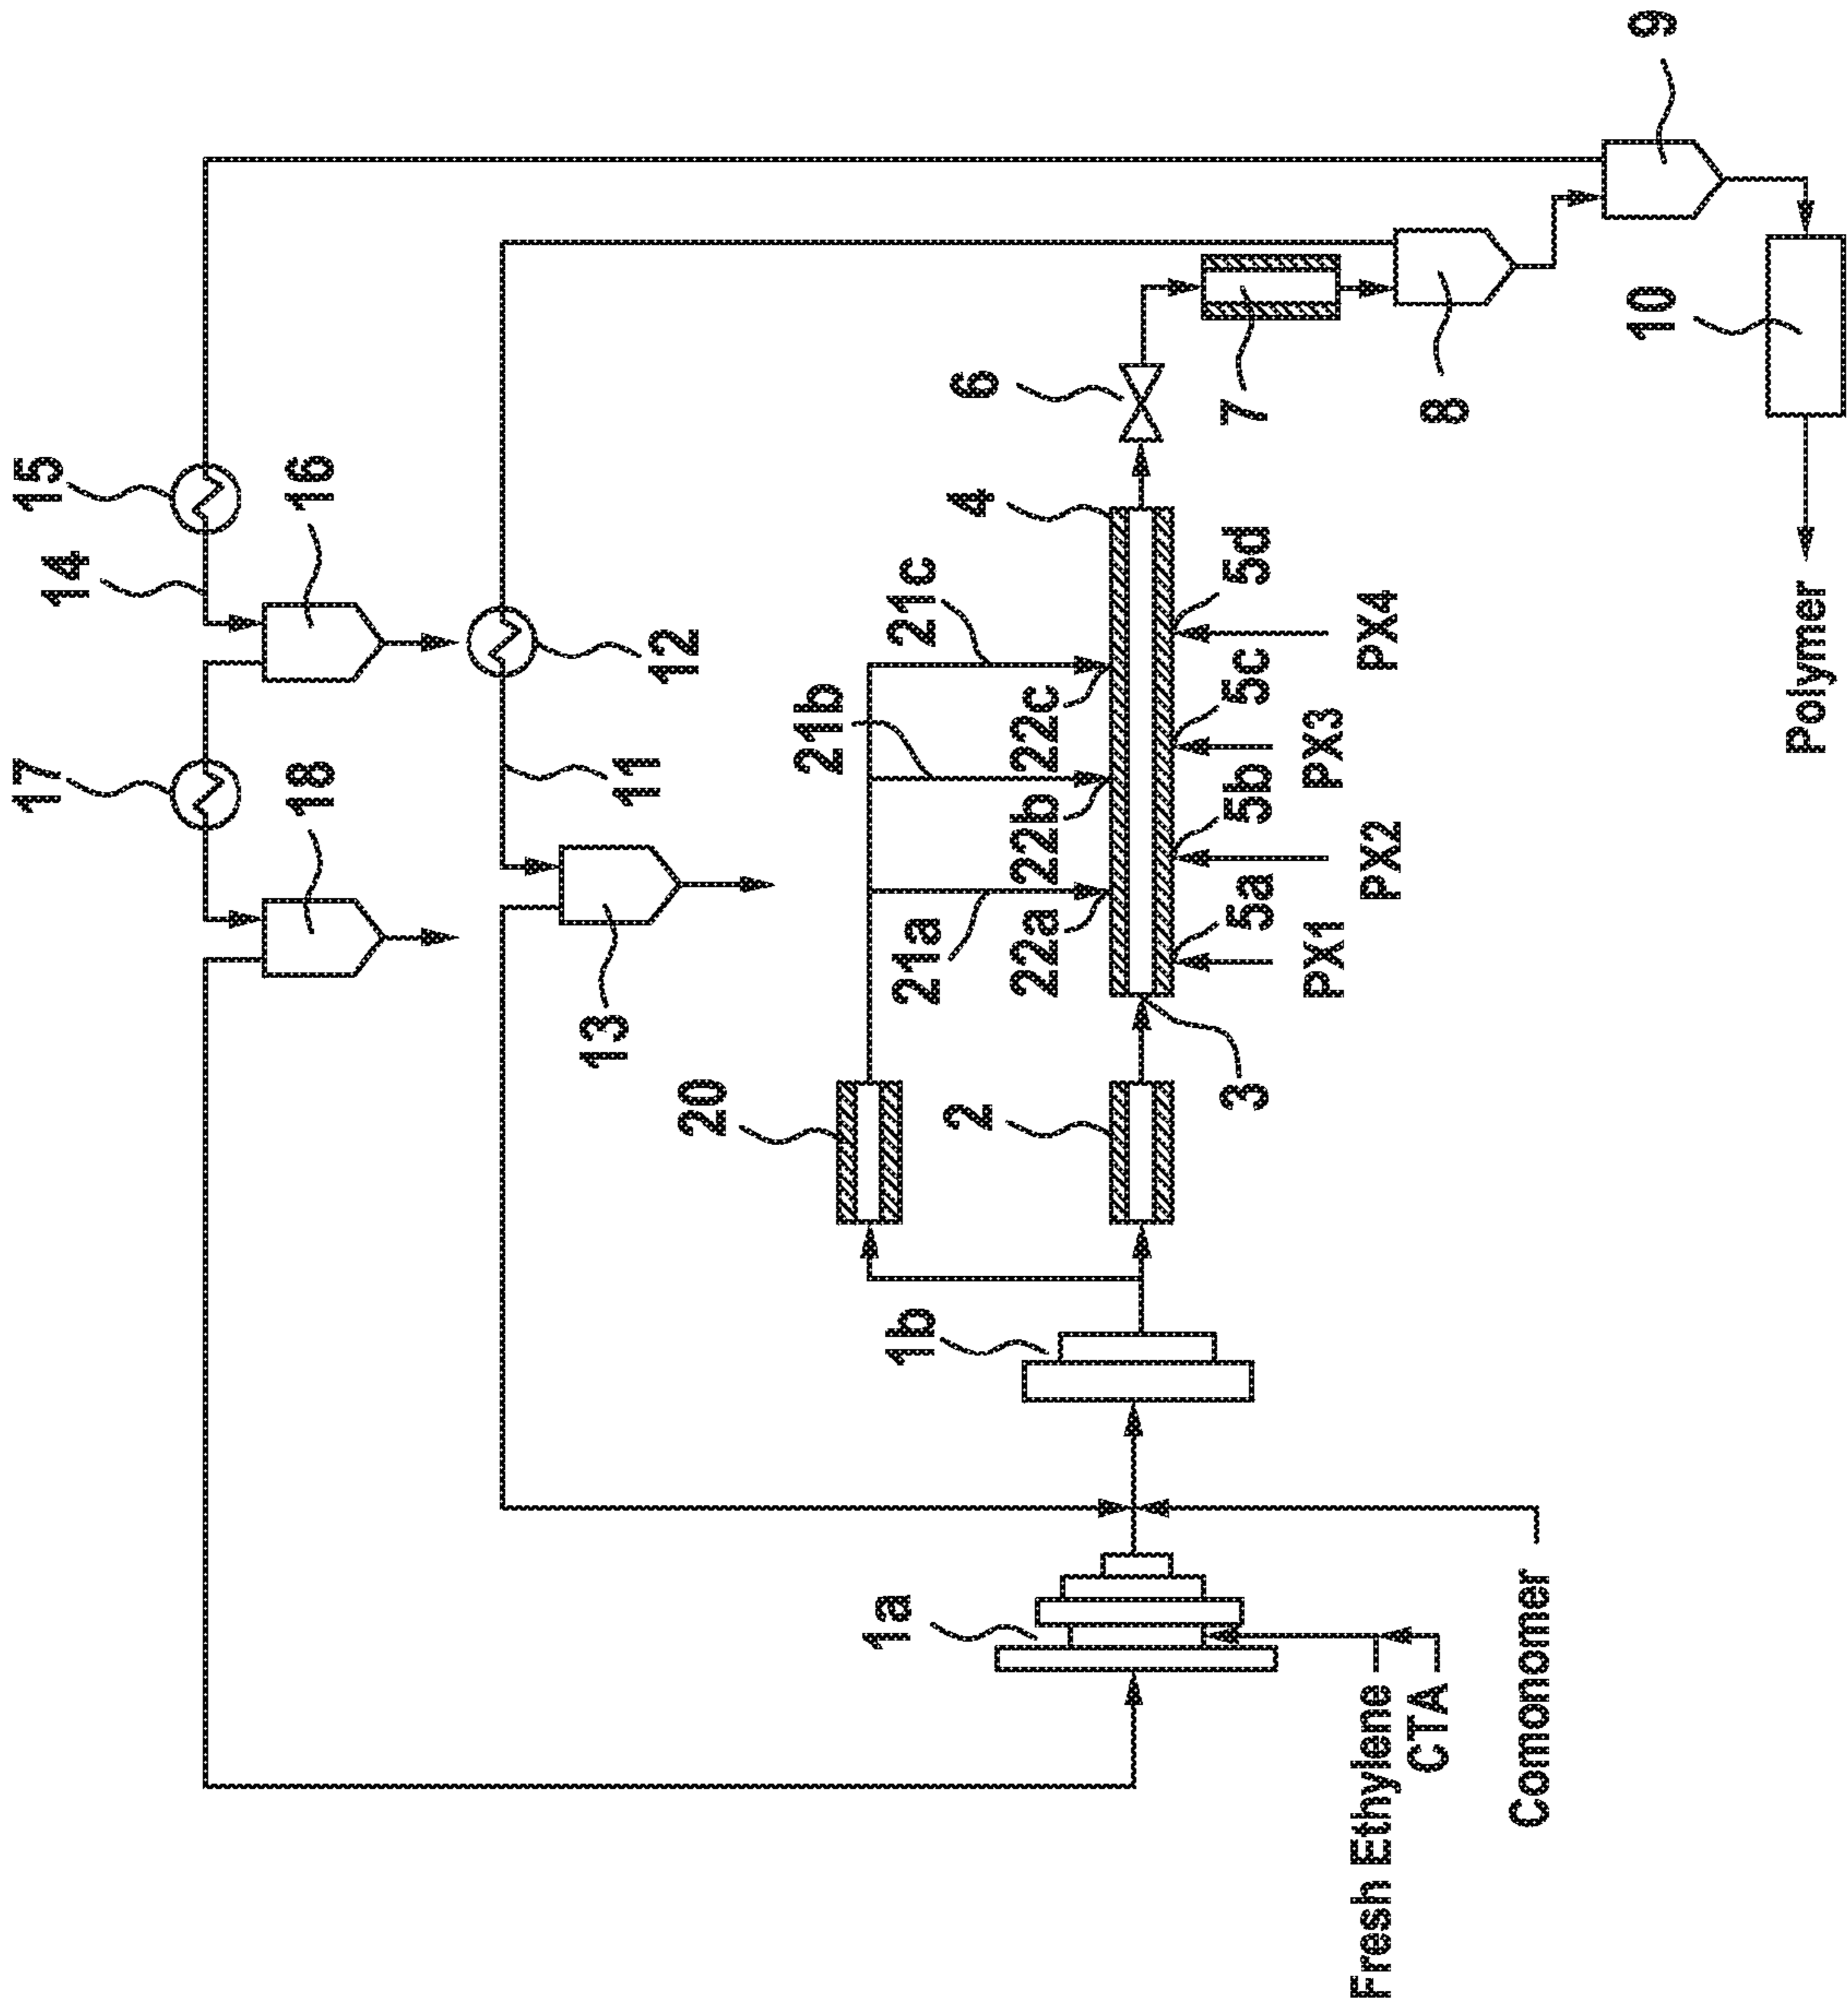 15
14
16
17
18
12
11
13
9
10
Polymer
8
7
6
4
21c
21b
21a
22c
22b
22a
5d
5c
5b
5a
PX4
PX3
PX2
PX1
20
2
3
1b
1a
Fresh Ethylene
CTA
Comonomer